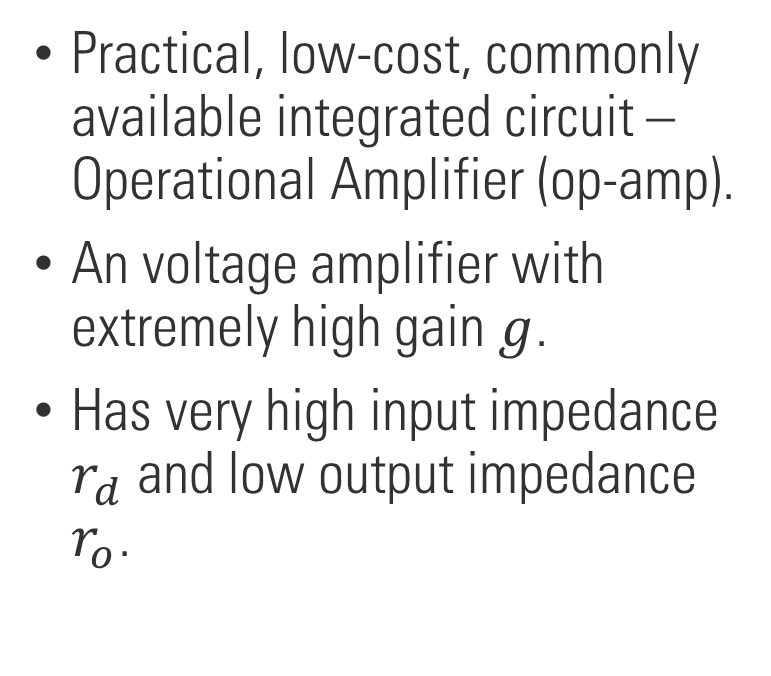 • Practical, low-cost, commonly
available integrated circuit –
Operational Amplifier (op-amp).
• An voltage amplifier with
extremely high gain g.
• Has very high input impedance
r_d and low output impedance
r_o.